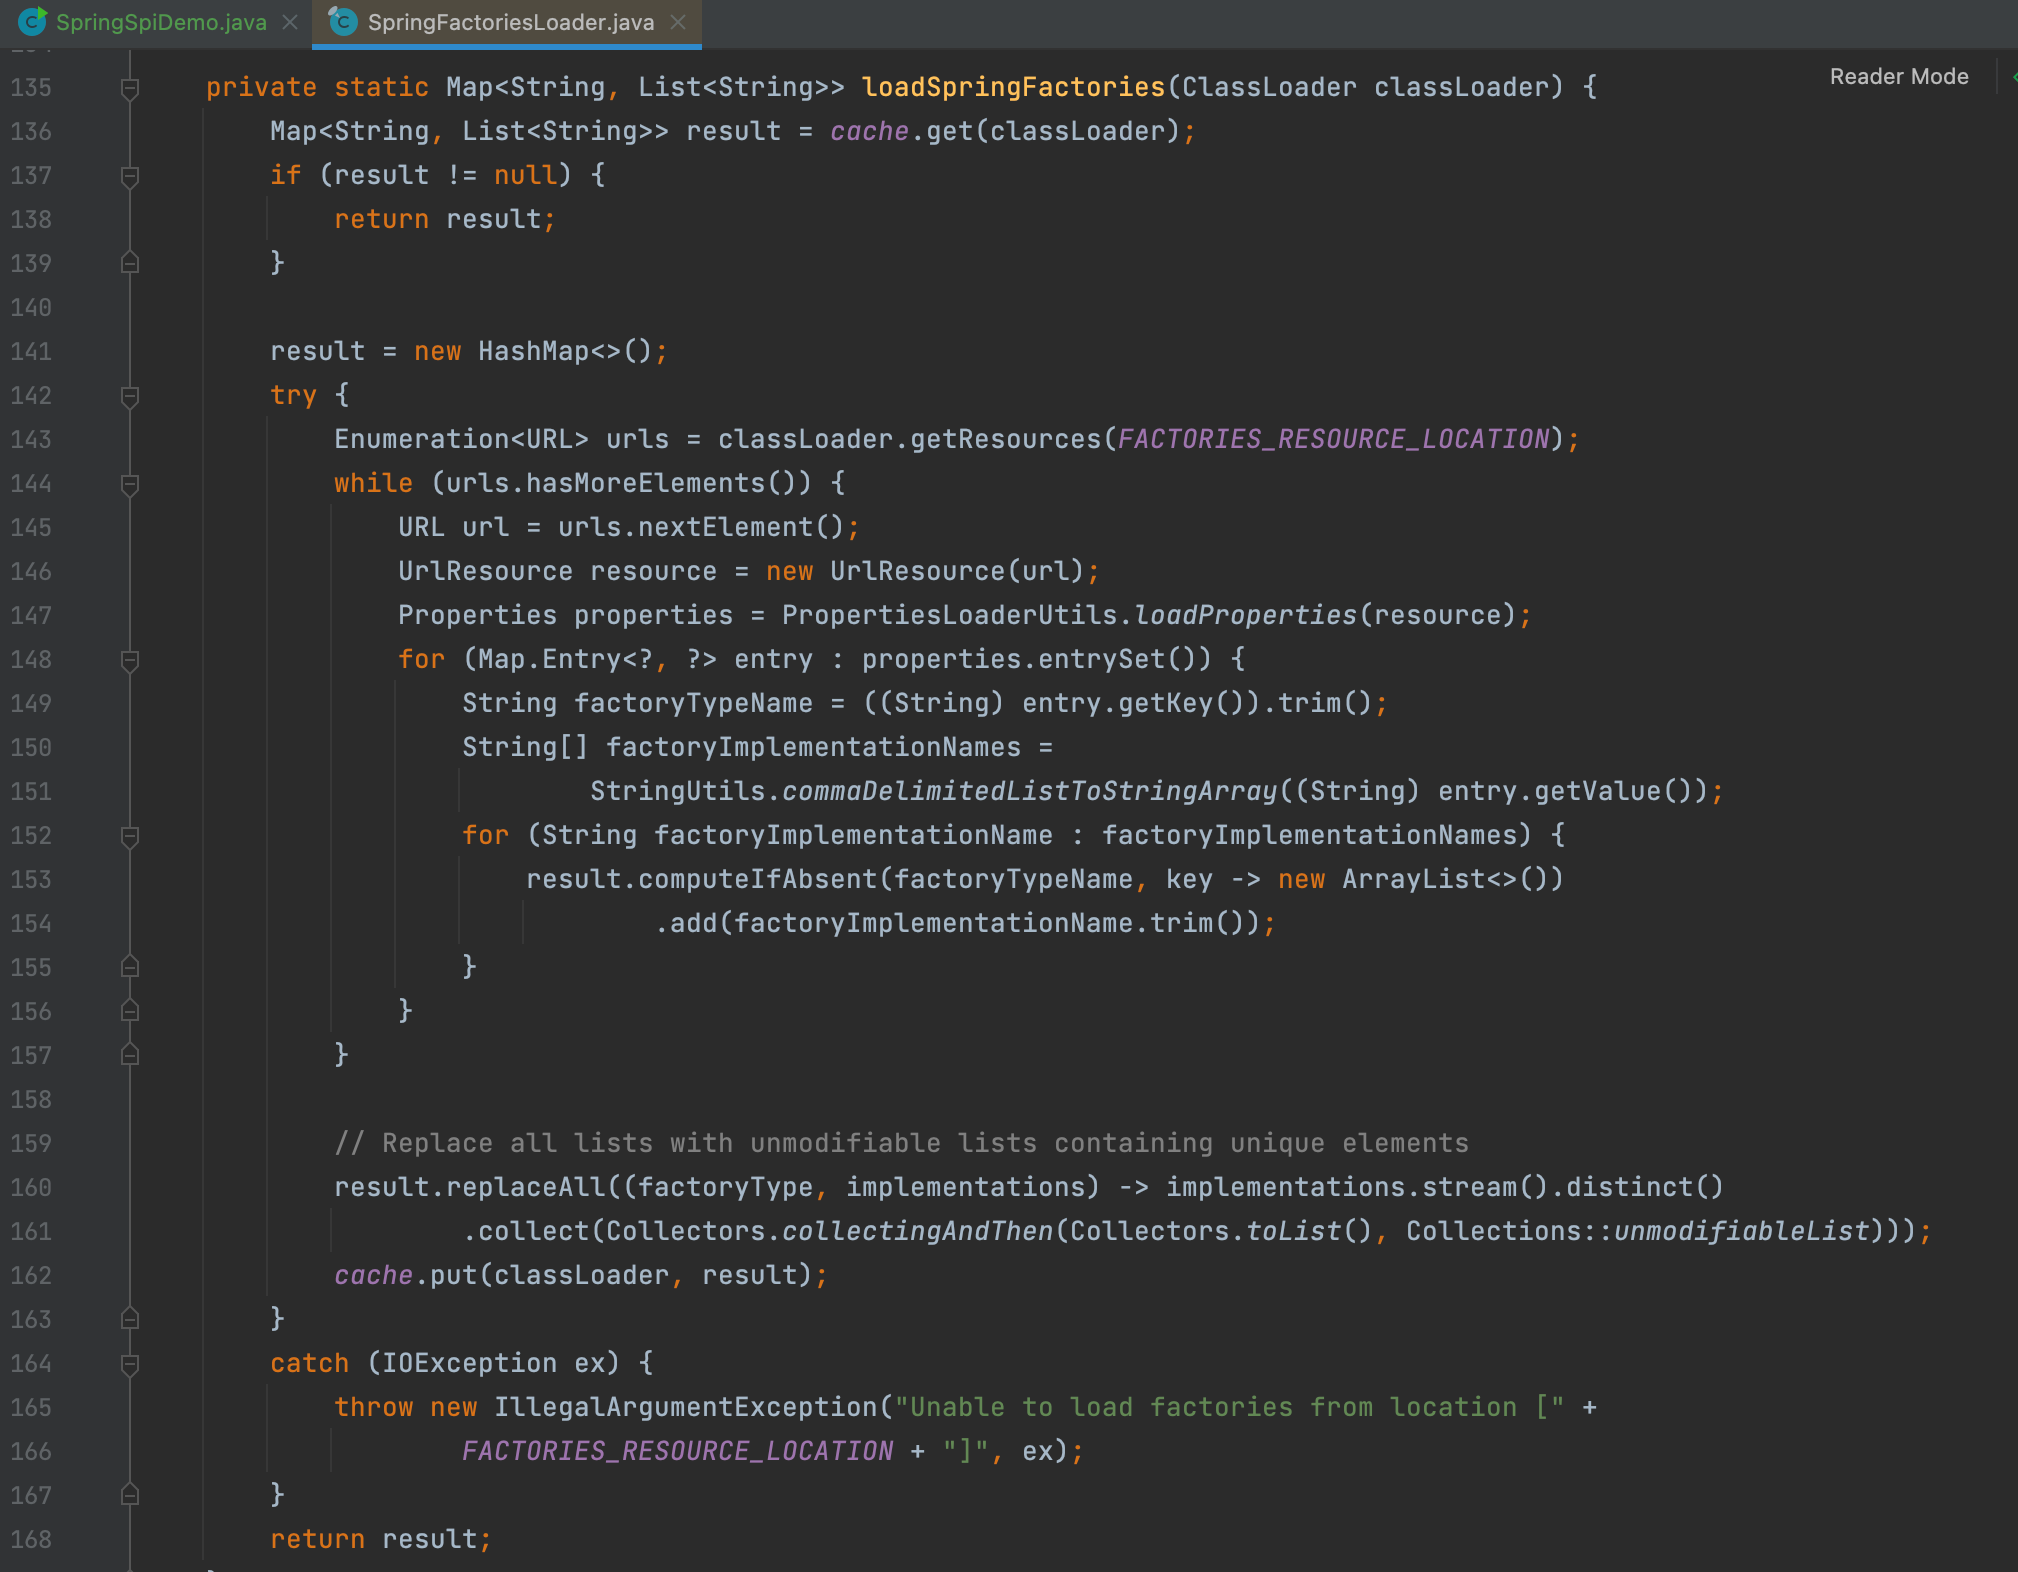 SpringSpiDemo.java
SpringFactoriesLoader.java
Reader Mode
135 private static Map<String, List<String>> loadSpringFactories(ClassLoader classLoader) {
136 Map<String, List<String>> result = cache.get(classLoader);
137 if (result != null) {
138 return result;
139 }
140
141 result = new HashMap<>();
142 try {
143 Enumeration<URL> urls = classLoader.getResources(FACTORIES_RESOURCE_LOCATION);
144 while (urls.hasMoreElements()) {
145 URL url = urls.nextElement();
146 UrlResource resource = new UrlResource(url);
147 Properties properties = PropertiesLoaderUtils.loadProperties(resource);
148 for (Map.Entry<?, ?> entry : properties.entrySet()) {
149 String factoryTypeName = ((String) entry.getKey()).trim();
150 String[] factoryImplementationNames =
151 StringUtils.commaDelimitedListToStringArray((String) entry.getValue());
152 for (String factoryImplementationName : factoryImplementationNames) {
153 result.computeIfAbsent(factoryTypeName, key -> new ArrayList<>())
154 .add(factoryImplementationName.trim());
155 }
156 }
157 }
158
159 // Replace all lists with unmodifiable lists containing unique elements
160 result.replaceAll((factoryType, implementations) -> implementations.stream().distinct()
161 .collect(Collectors.collectingAndThen(Collectors.toList(), Collections::unmodifiableList)));
162 cache.put(classLoader, result);
163 }
164 catch (IOException ex) {
165 throw new IllegalArgumentException("Unable to load factories from location [" +
166 FACTORIES_RESOURCE_LOCATION + "]", ex);
167 }
168 return result;